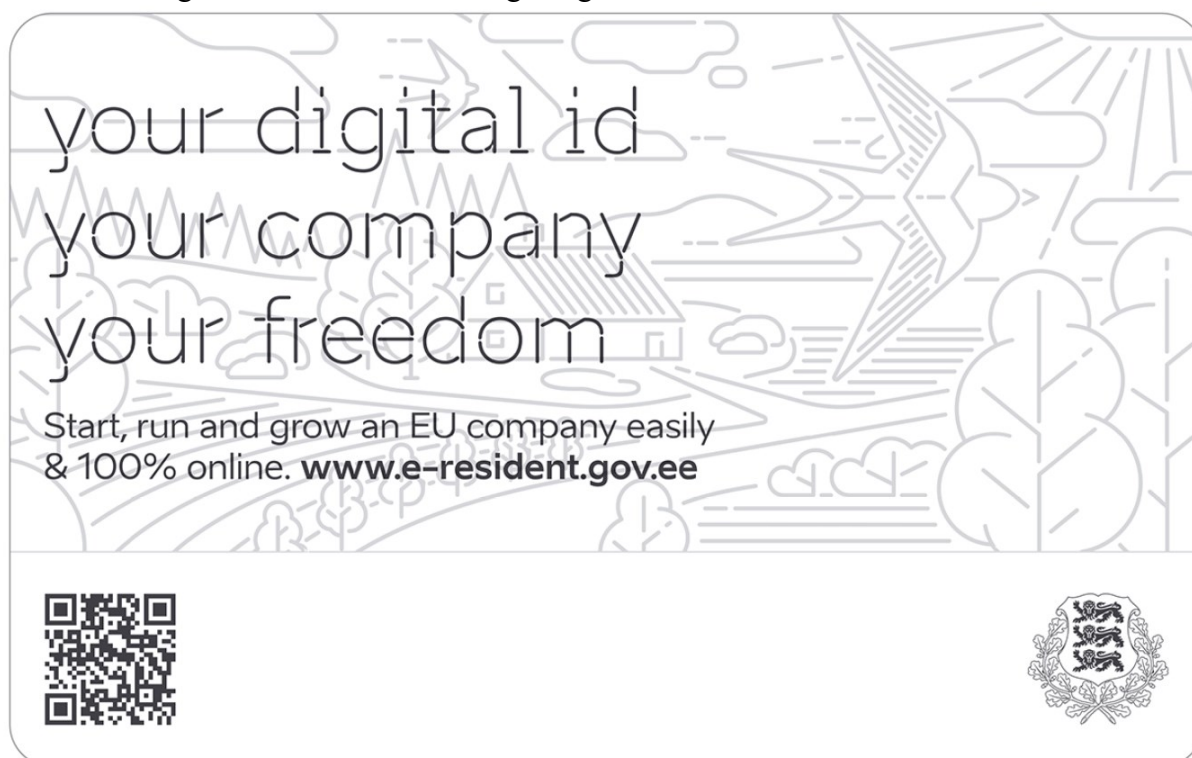 your digital id
your company
your freedom
Start, run and grow an EU company easily
& 100% online. www.e-resident.gov.ee